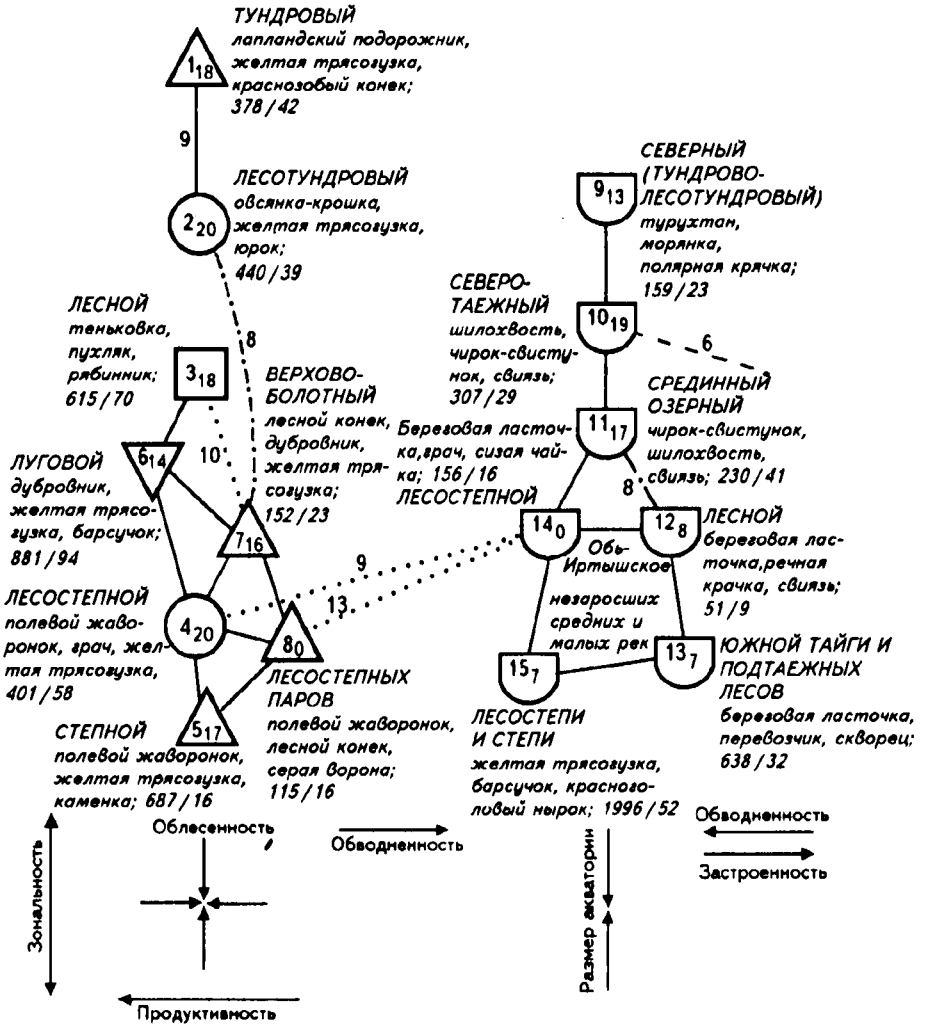 ТУНДРОВЫЙ
лапландский подорожник,
желтая трясогузка,
краснозобый конек;
378/42
1 18
9
ЛЕСОТУНДРОВЫЙ
овсянка-крошка,
желтая трясогузка,
юрок;
440/39
2 20
8
ЛЕСНОЙ
теньковка,
пухляк,
рябинник;
615/70
3 18
10
ВЕРХОВО-
БОЛОТНЫЙ
лесной конек,
дубровник,
желтая тря-
согузка;
152/23
7 16
ЛУГОВОЙ
дубровник,
желтая трясо-
гузка, барсучок;
881/94
6 14
ЛЕСОСТЕПНОЙ
полевой жаво-
ронок, грач, жел-
тая трясогузка,
401/58
4 20
9
13
8 0
ЛЕСОСТЕПНЫХ
ПАРОВ
полевой жаворонок,
лесной конек,
серая ворона;
115/16
СТЕПНОЙ
полевой жаворонок,
желтая трясогузка,
каменка; 687/16
5 17
СЕВЕРНЫЙ
(ТУНДРОВО-
ЛЕСОТУНДРОВЫЙ)
турухтан,
морянка,
полярная крячка;
159/23
9 13
СЕВЕРО-
ТАЕЖНЫЙ
шилохвость,
чирок-свисту-
нок, свиязь;
307/29
10 19
6
СРЕДИННЫЙ
ОЗЕРНЫЙ
чирок-свистунок,
шилохвость,
свиязь; 230/41
11 17
8
Береговая ласточ-
ка,грач, сизая чай-
ка; 156/16
ЛЕСОСТЕПНОЙ
14 0
Обь-
Иртышское
12 8
ЛЕСНОЙ
береговая лас-
точка,речная
крачка, свиязь;
51/9
незаросших
средних и
малых рек
15 7
13 7
ЮЖНОЙ ТАЙГИ И
ПОДТАЕЖНЫХ
ЛЕСОВ
береговая ласточка,
перевозчик, скворец;
638/32
ЛЕСОСТЕПИ
И СТЕПИ
желтая трясогузка,
барсучок, красного-
ловый нырок; 1996/52
Зональность
Облесенность
Обводненность
Продуктивность
Размер акватории
Обводненность
Застроенность